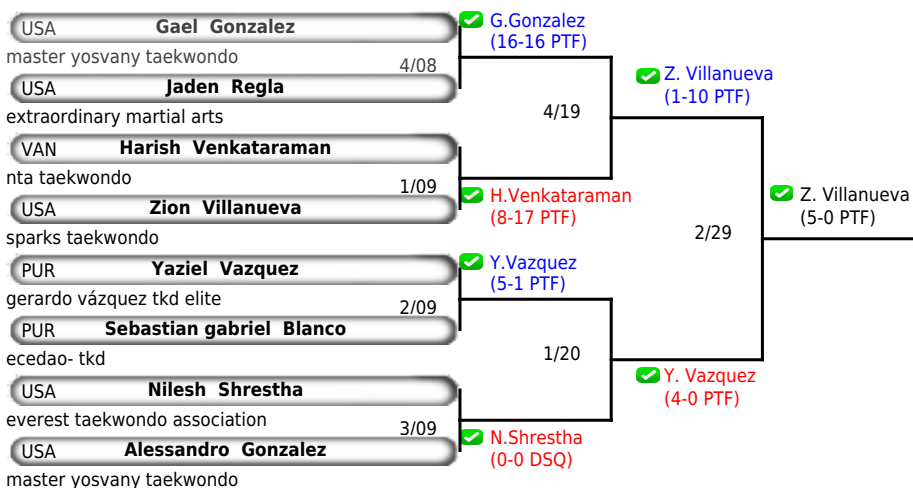 USA Gael Gonzalez
master yosvany taekwondo
4/08
USA Jaden Regla
extraordinary martial arts
VAN Harish Venkataraman
nta taekwondo
1/09
USA Zion Villanueva
sparks taekwondo
PUR Yaziel Vazquez
gerardo vázquez tkd elite
2/09
PUR Sebastian gabriel Blanco
ecedao- tkd
USA Nilesh Shrestha
everest taekwondo association
3/09
USA Alessandro Gonzalez
master yosvany taekwondo
G.Gonzalez
(16-16 PTF)
4/19
H.Venkataraman
(8-17 PTF)
Y.Vazquez
(5-1 PTF)
1/20
N.Shrestha
(0-0 DSQ)
Z. Villanueva
(1-10 PTF)
2/29
Y. Vazquez
(4-0 PTF)
Z. Villanueva
(5-0 PTF)